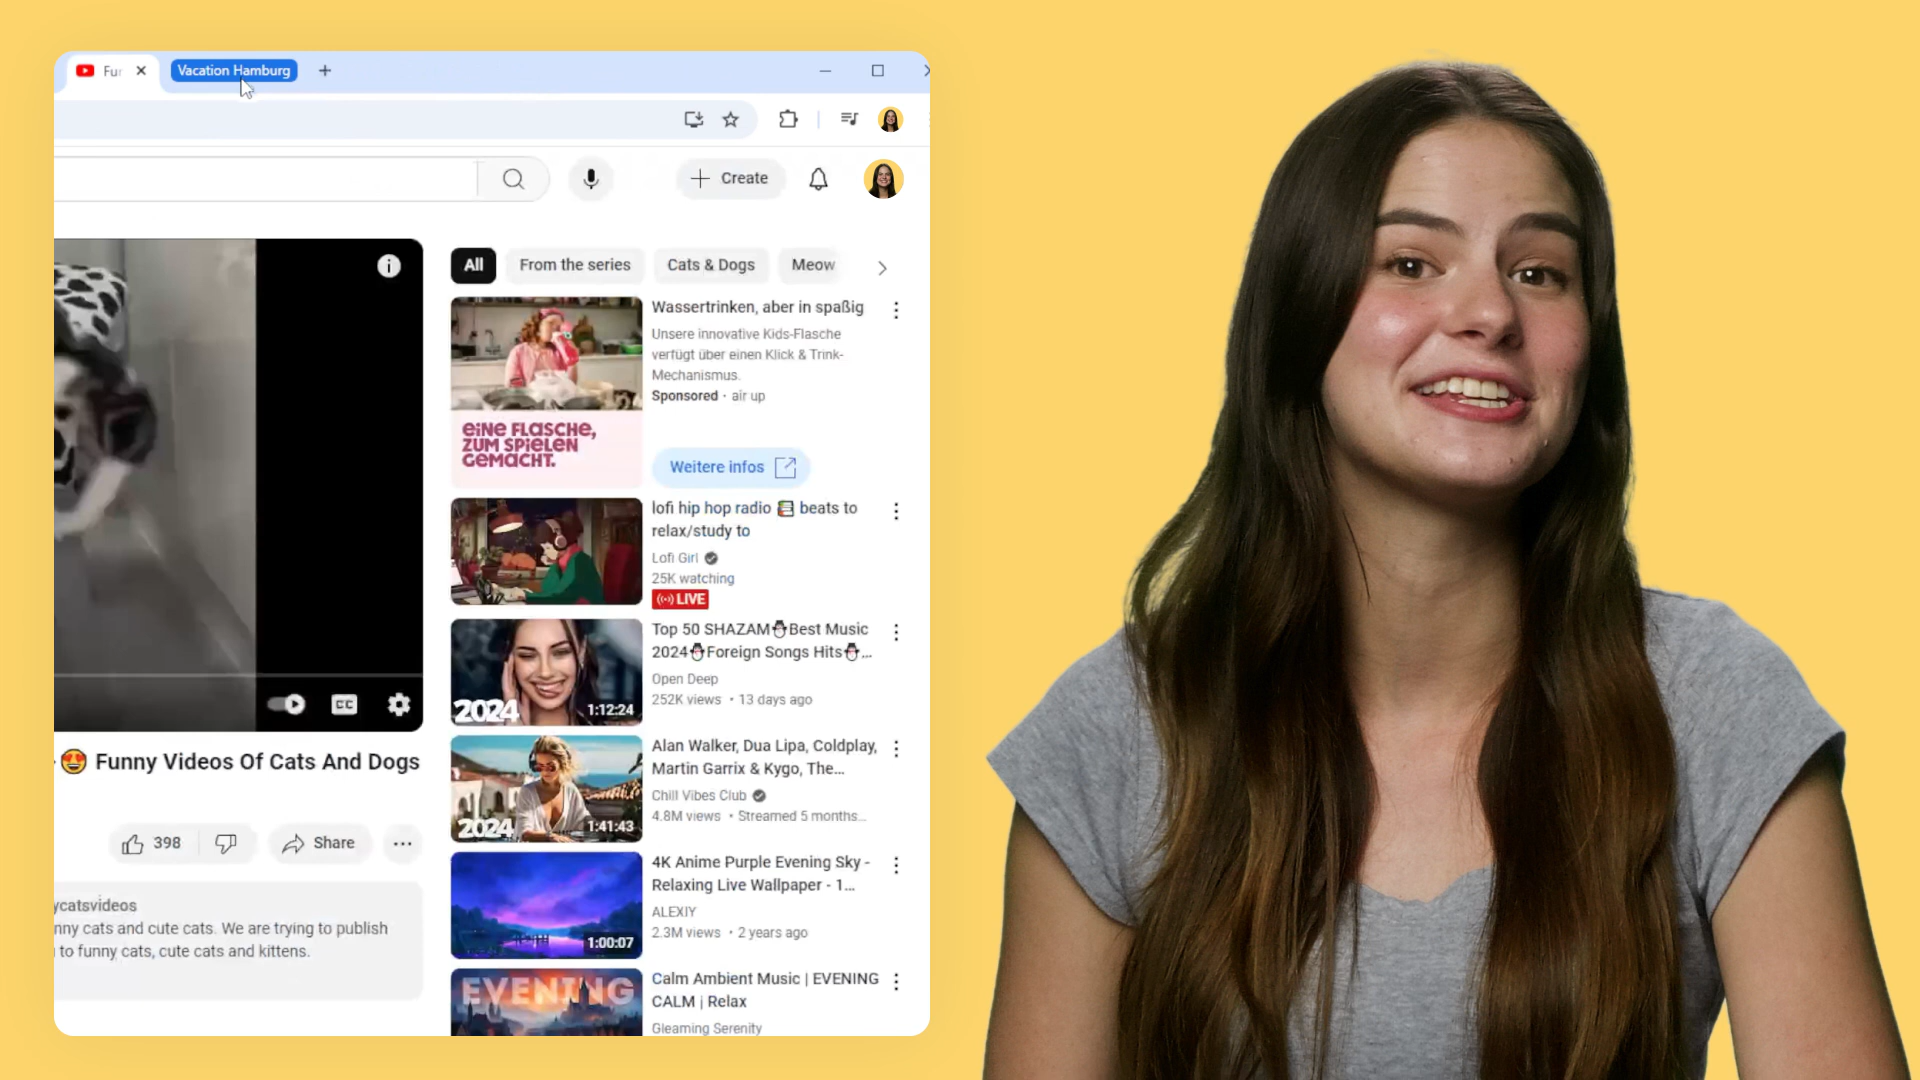 Fur
Vacation Hamburg
Create
All
From the series
Cats & Dogs
Meow
Wassertrinken, aber in spaßig
Unsere innovative Kids-Flasche
verfügt über einen Klick & Trink-
Mechanismus.
Sponsored · air up
EINE FLASCHE,
ZUM SPIELEN
GEMACHT.
Weitere infos
lofi hip hop radio 📚 beats to
relax/study to
Lofi Girl
25K watching
LIVE
Top 50 SHAZAM⛄Best Music
2024⛄Foreign Songs Hits⛄...
Open Deep
252K views • 13 days ago
2024
1:12:24
Alan Walker, Dua Lipa, Coldplay,
Martin Garrix & Kygo, The...
Chill Vibes Club
4.8M views • Streamed 5 months...
2024
1:41:43
4K Anime Purple Evening Sky -
Relaxing Live Wallpaper - 1...
ALEXIY
2.3M views • 2 years ago
1:00:07
Calm Ambient Music | EVENING
CALM | Relax
Gleaming Serenity
EVENING
CC
😍 Funny Videos Of Cats And Dogs
398
Share
ycatsvideos
nny cats and cute cats. We are trying to publish
to funny cats, cute cats and kittens.